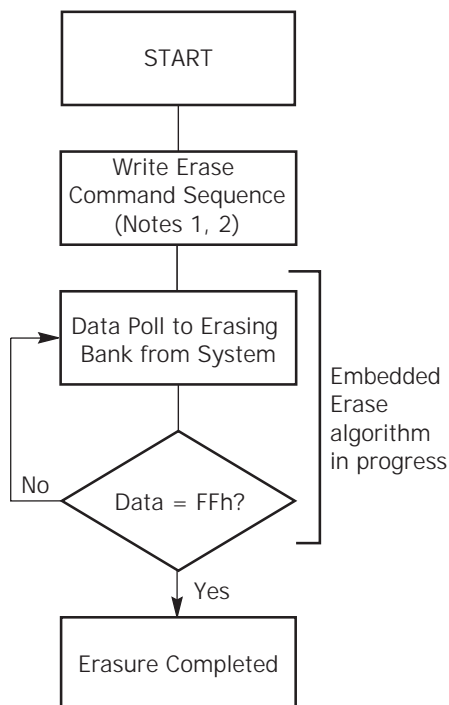 START
Write Erase
Command Sequence
(Notes 1, 2)
Data Poll to Erasing
Bank from System
Embedded
Erase
algorithm
in progress
No
Data = FFh?
Yes
Erasure Completed